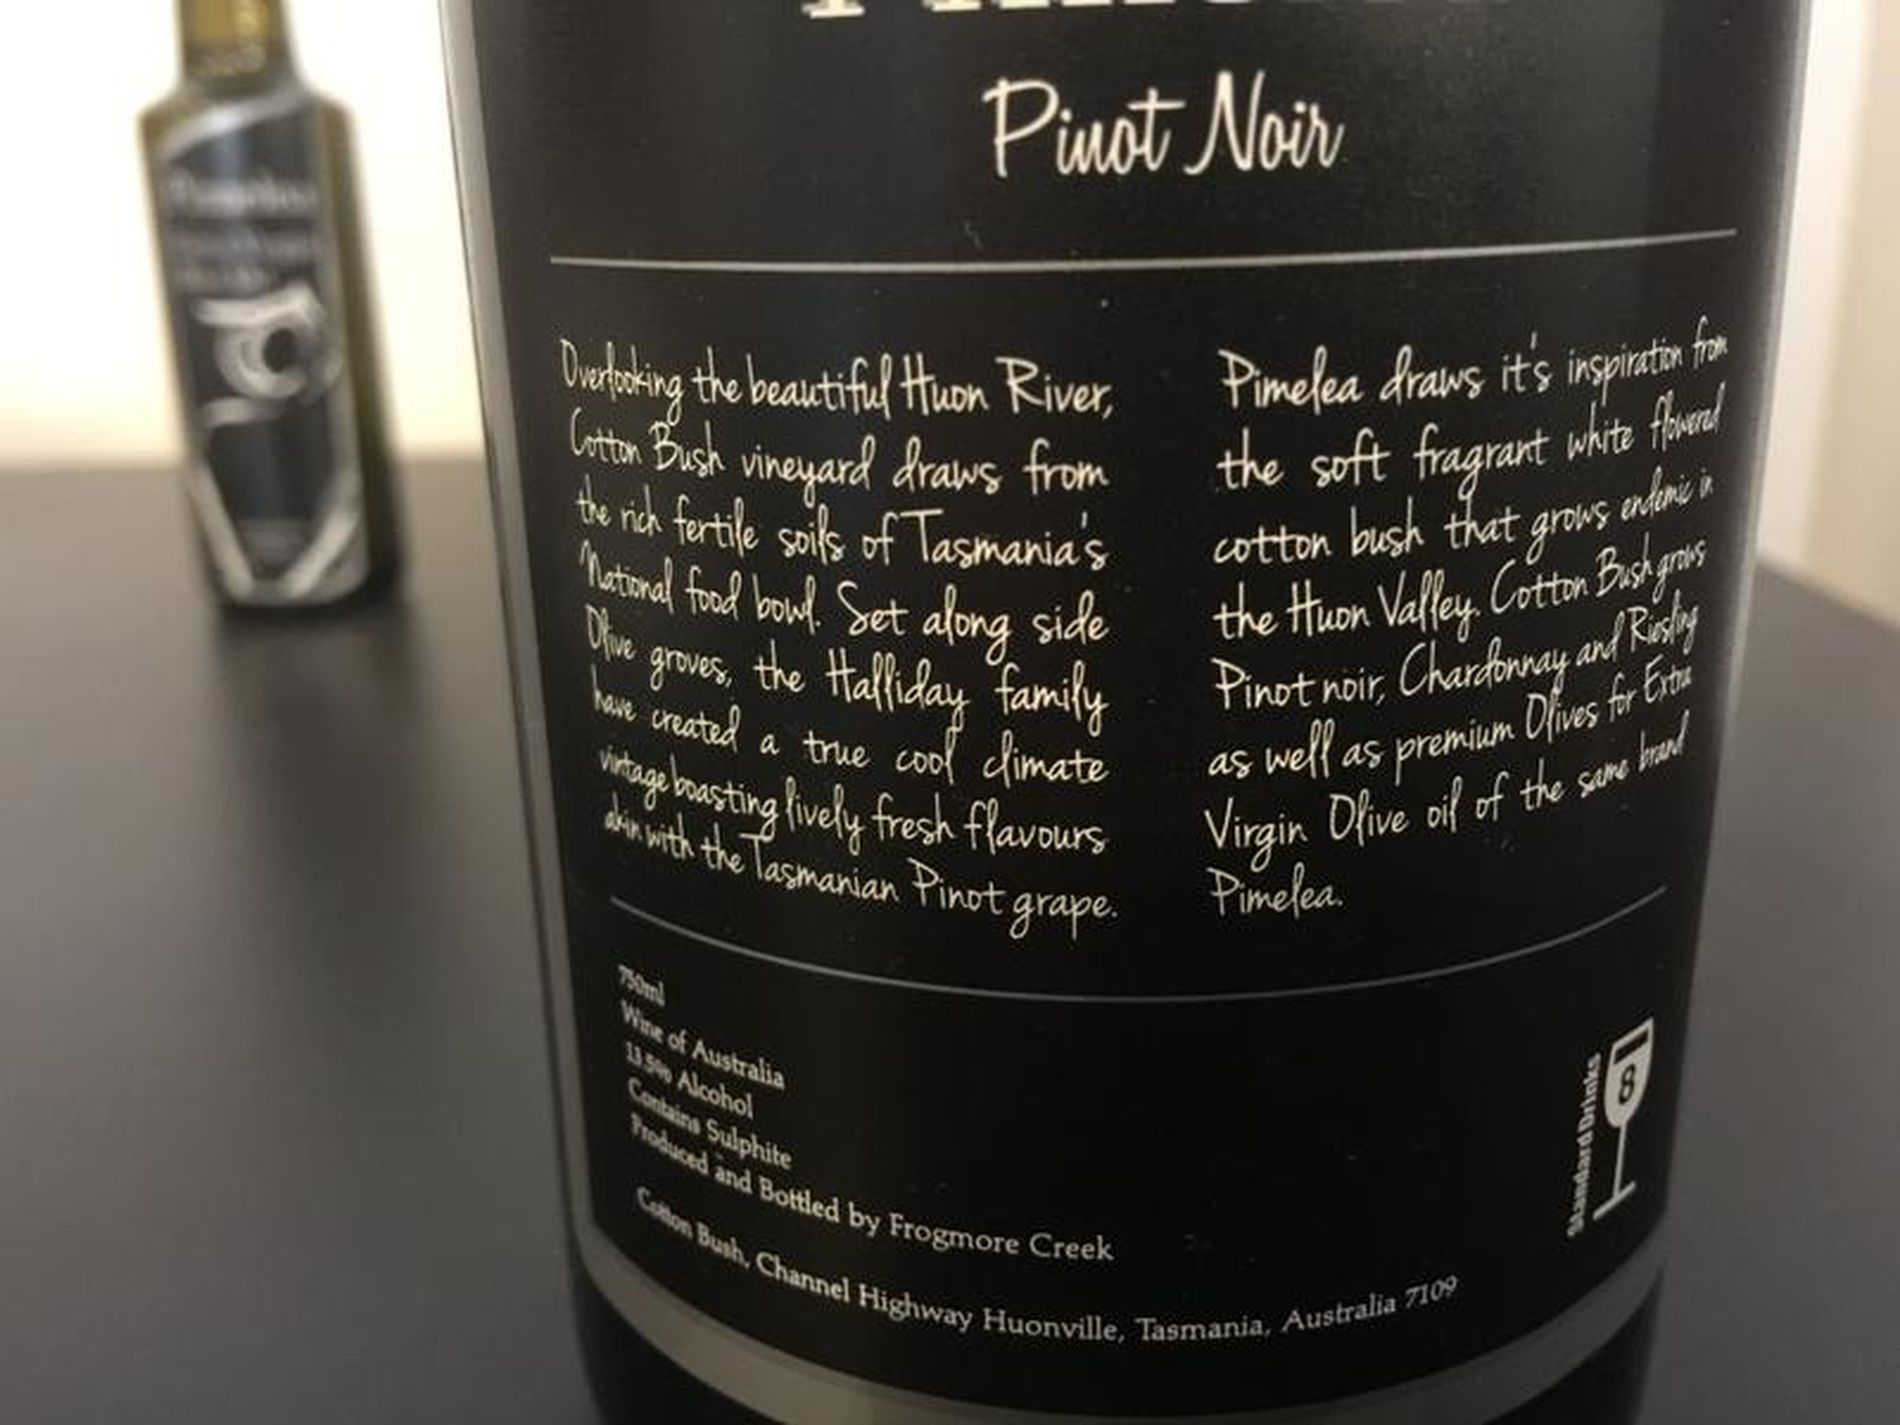 Pinot Noir
Overlooking the beautiful Huon River,
Cotton Bush vineyard draws from
the rich fertile soils of Tasmania's
National food bowl. Set along side
Olive groves, the Halliday family
have created a true cool climate
vintage boasting lively fresh flavours
akin with the Tasmanian Pinot grape.
Pimelea draws it's inspiration from
the soft fragrant white flowered
cotton bush that grows endemic in
the Huon Valley. Cotton Bush grows
Pinot noir, Chardonnay and Riesling
as well as premium Olives for Extra
Virgin Olive oil of the same brand
Pimelea.
750ml
Wine of Australia
13.5% Alcohol
Contains Sulphite
Produced and Bottled by Frogmore Creek
Cotton Bush, Channel Highway Huonville, Tasmania, Australia 7109
8
Standard Drinks